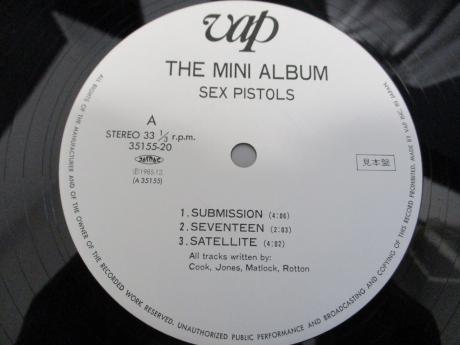 vap
THE MINI ALBUM
SEX PISTOLS
A
STEREO 33 1/3 r.p.m.
35155-20
JASRAC
Ⓟ1985.12
(A 35155)
見本盤
1. SUBMISSION (4:06)
2. SEVENTEEN (2:03)
3. SATELLITE (4:02)
All tracks written by:
Cook, Jones, Matlock, Rotton
ALL RIGHTS OF THE MANUFACTURER AND OF THE OWNER OF THE RECORDED WORK RESERVED. UNAUTHORIZED PUBLIC PERFORMANCE AND BROADCASTING AND COPYING OF THIS RECORD PROHIBITED. MADE BY VAP INC. IN JAPAN.